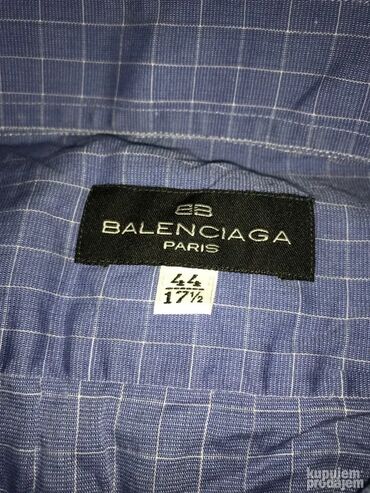 BB
BALENCIAGA
PARIS
44
17½
kupujem
prodajem